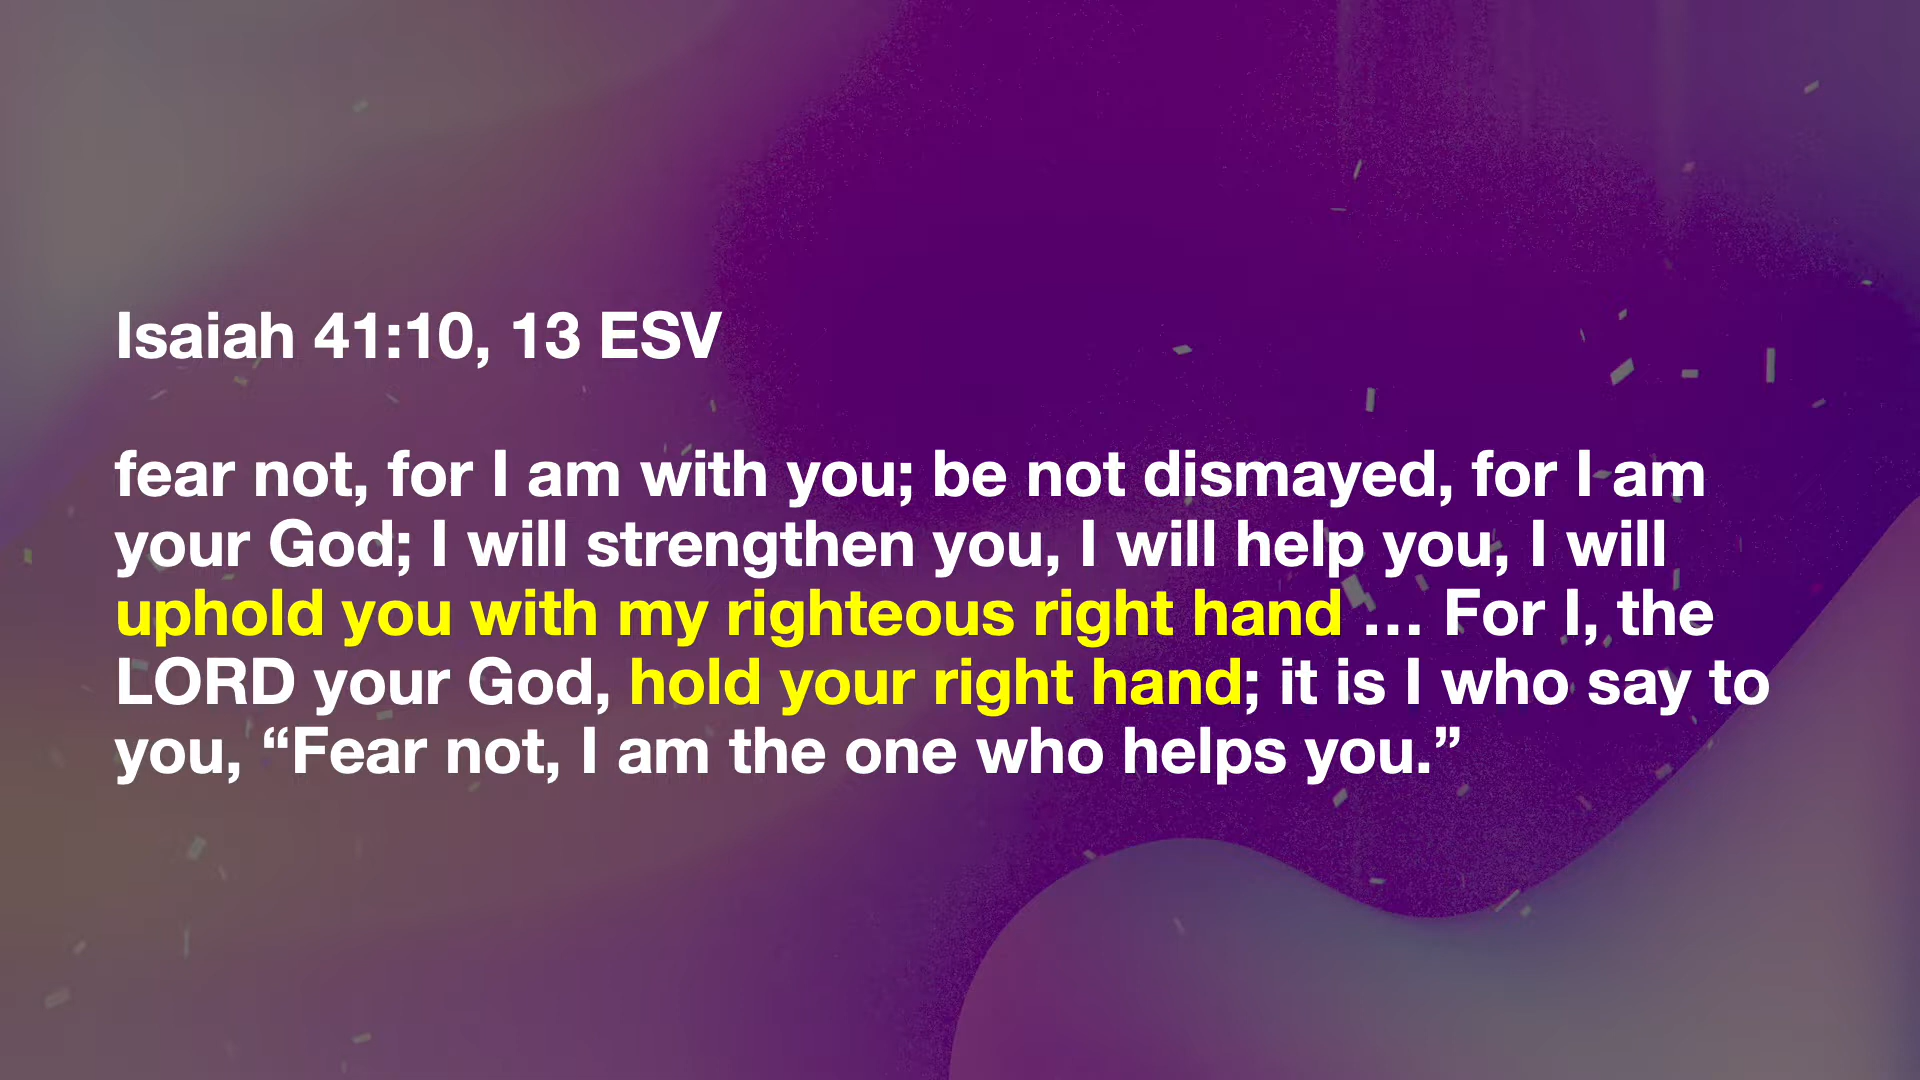 Isaiah 41:10, 13 ESV
fear not, for I am with you; be not dismayed, for I am
your God; I will strengthen you, I will help you, I will
uphold you with my righteous right hand … For I, the
LORD your God, hold your right hand; it is I who say to
you, “Fear not, I am the one who helps you.”